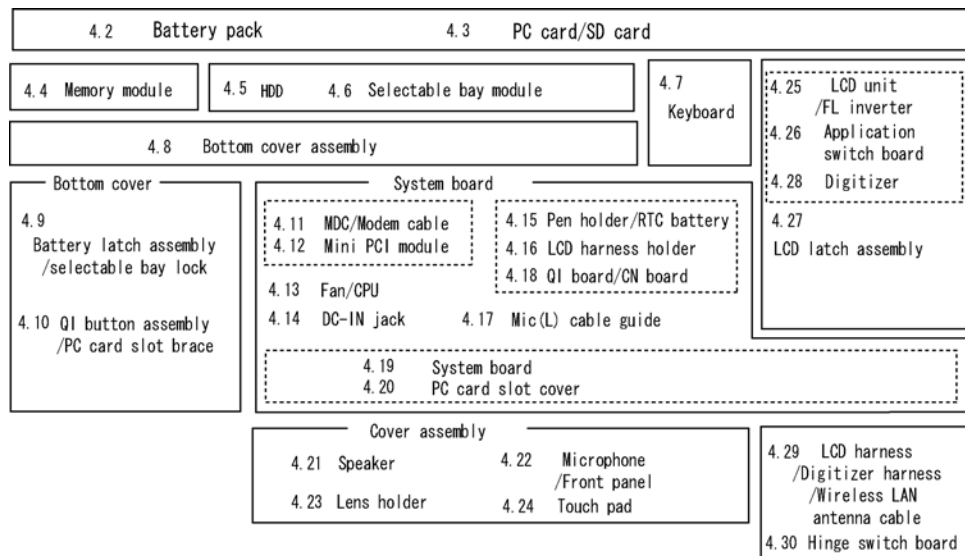 4.2 Battery pack 4.3 PC card/SD card
4.4 Memory module
4.5 HDD 4.6 Selectable bay module
4.7
Keyboard
4.8 Bottom cover assembly
4.25 LCD unit
/FL inverter
4.26 Application
switch board
4.28 Digitizer
4.27
LCD latch assembly
Bottom cover
4.9
Battery latch assembly
/selectable bay lock
4.10 QI button assembly
/PC card slot brace
System board
4.11 MDC/Modem cable
4.12 Mini PCI module
4.15 Pen holder/RTC battery
4.16 LCD harness holder
4.18 QI board/CN board
4.13 Fan/CPU
4.14 DC-IN jack 4.17 Mic(L) cable guide
4.19 System board
4.20 PC card slot cover
Cover assembly
4.21 Speaker
4.22 Microphone
/Front panel
4.23 Lens holder
4.24 Touch pad
4.29 LCD harness
/Digitizer harness
/Wireless LAN
antenna cable
4.30 Hinge switch board